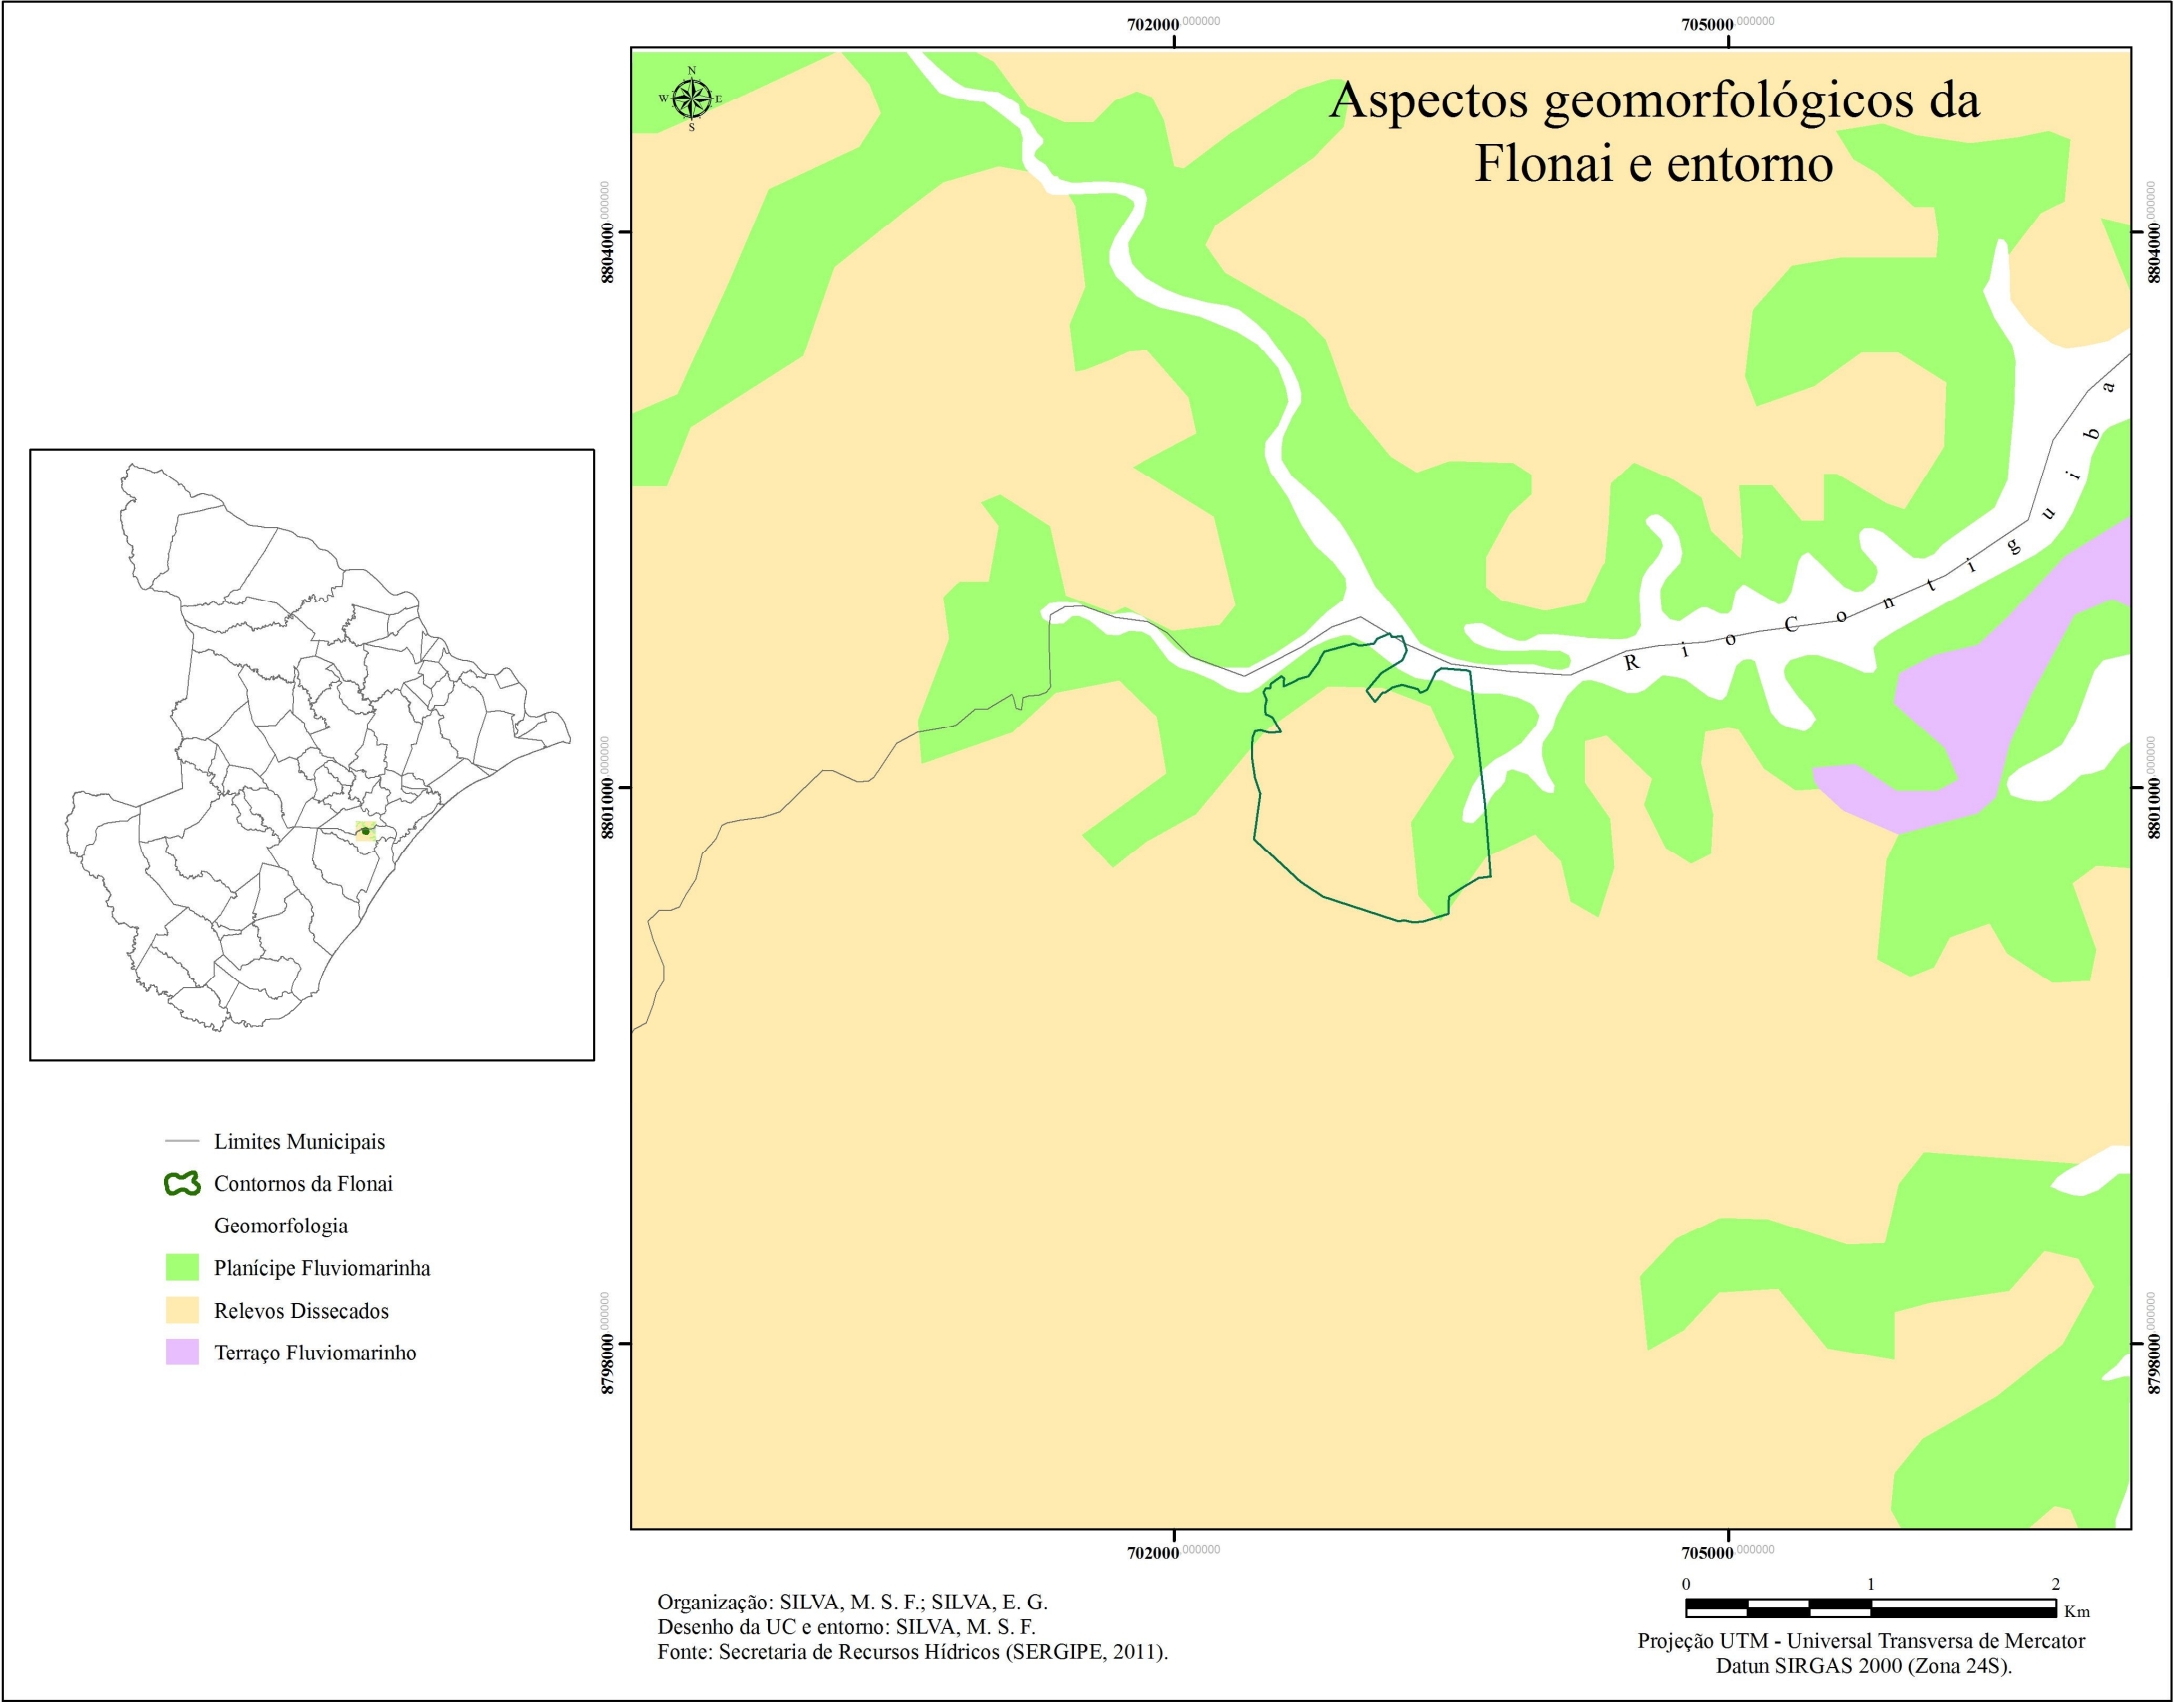 702000,000000
705000,000000
Aspectos geomorfológicos da
Flonai e entorno
N
W E
S
8804000,000000
8804000,000000
Rio Contiguiba
8801000,000000
8801000,000000
Limites Municipais
Contornos da Flonai
Geomorfologia
Planícipe Fluviomarinha
Relevos Dissecados
Terraço Fluviomarinho
8798000,000000
8798000,000000
702000,000000
705000,000000
Organização: SILVA, M. S. F.; SILVA, E. G.
Desenho da UC e entorno: SILVA, M. S. F.
Fonte: Secretaria de Recursos Hídricos (SERGIPE, 2011).
0 1 2
Km
Projeção UTM - Universal Transversa de Mercator
Datun SIRGAS 2000 (Zona 24S).